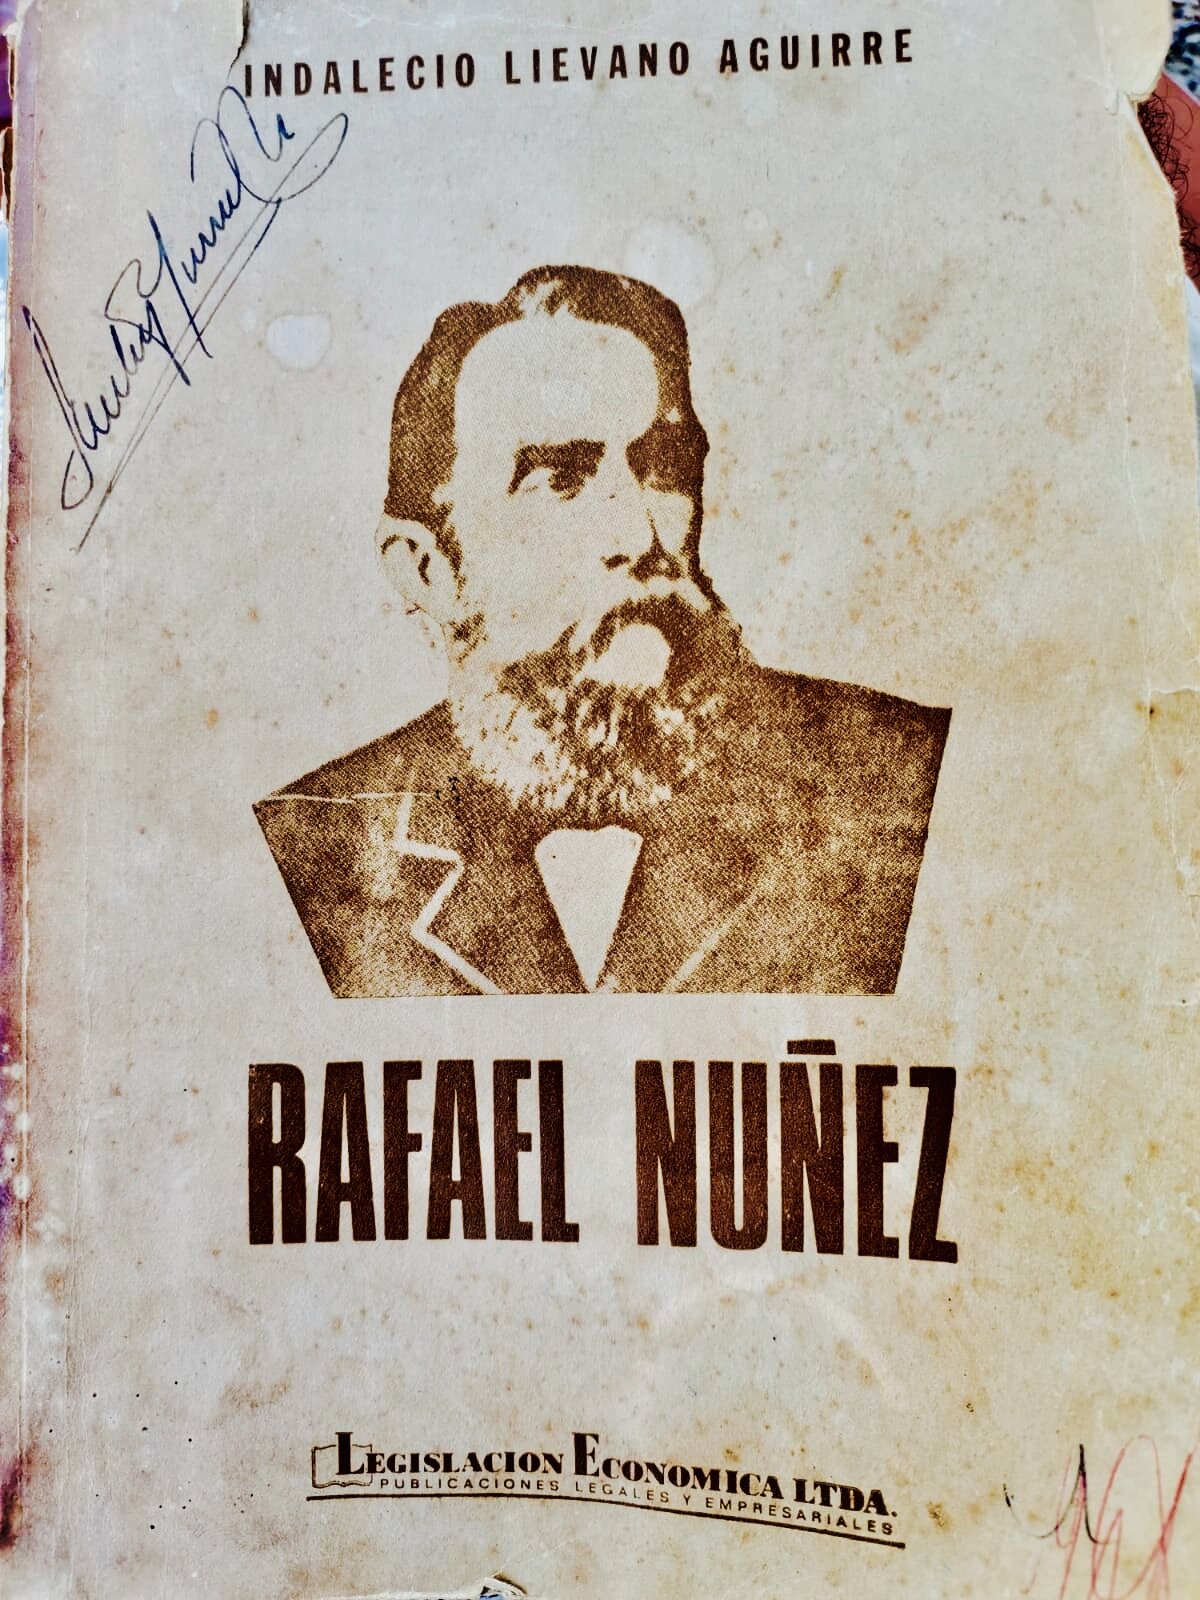 INDALECIO LIEVANO AGUIRRE
RAFAEL NUÑEZ
LEGISLACION ECONOMICA LTDA.
PUBLICACIONES LEGALES Y EMPRESARIALES